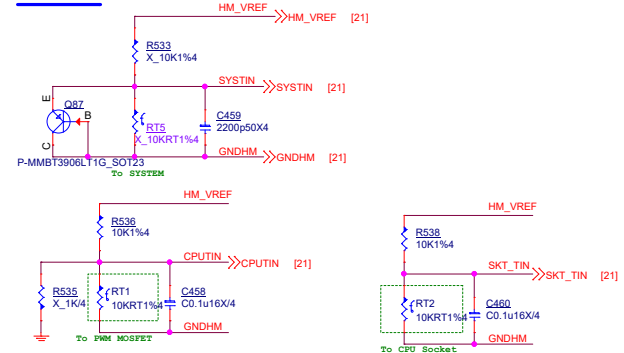 HM_VREF
HM_VREF [21]
R533
X_10K1%4
SYSTIN
SYSTIN [21]
E
Q87
B
C
RT5
X_10KRT1%4
C459
2200p50X4
GNDHM
GNDHM [21]
P-MMBT3906LT1G_SOT23
To SYSTEM
HM_VREF
R536
10K1%4
CPUTIN
CPUTIN [21]
R535
X_1K/4
RT1
10KRT1%4
C458
C0.1u16X/4
GNDHM
To PWM MOSFET
HM_VREF
R538
10K1%4
SKT_TIN
SKT_TIN [21]
RT2
10KRT1%4
C460
C0.1u16X/4
GNDHM
To CPU Socket